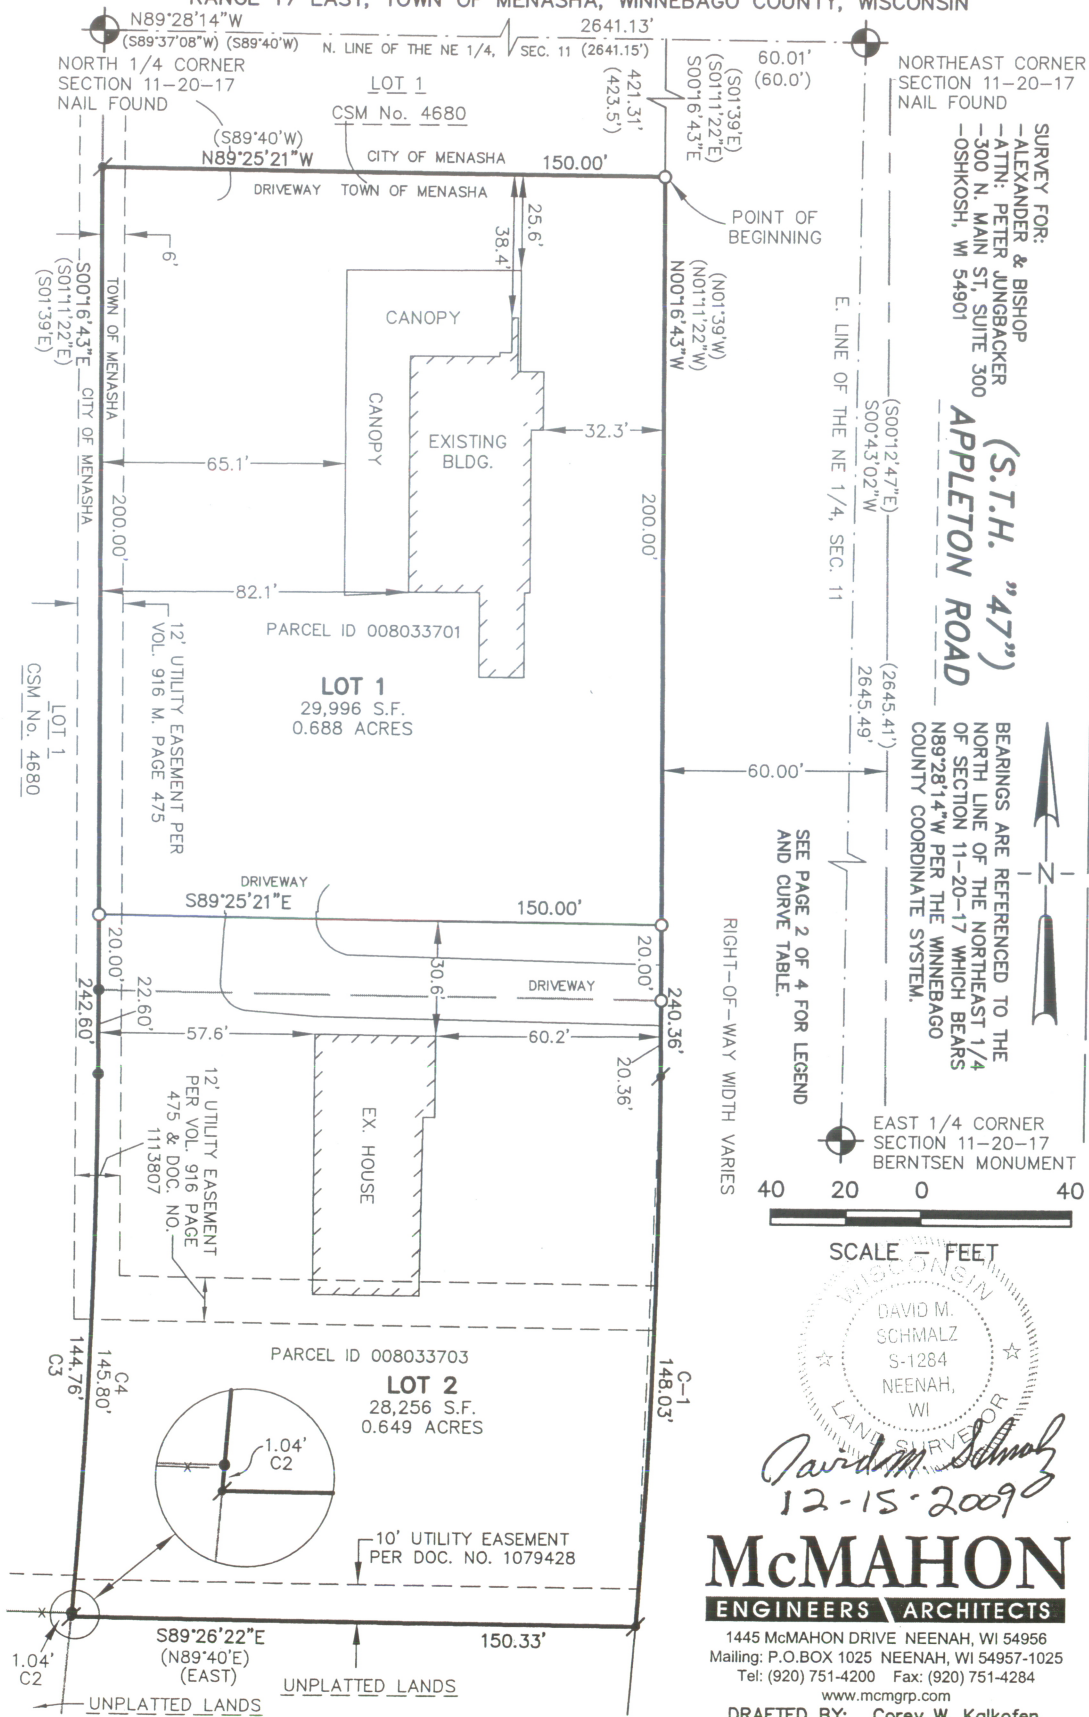 RANGE 17 EAST, TOWN OF MENASHA, WINNEBAGO COUNTY, WISCONSIN
N89°28'14"W
(S89°37'08"W) (S89°40'W)
N. LINE OF THE NE 1/4, SEC. 11 (2641.15')
2641.13'
60.01'
(60.0')
NORTH 1/4 CORNER
SECTION 11-20-17
NAIL FOUND
NORTHEAST CORNER
SECTION 11-20-17
NAIL FOUND
LOT 1
CSM No. 4680
421.31'
(423.5')
(S01°39'E)
(S01°11'22"E)
S00°16'43"E
(S89°40'W)
N89°25'21"W
CITY OF MENASHA
150.00'
DRIVEWAY
TOWN OF MENASHA
POINT OF
BEGINNING
SURVEY FOR:
-ALEXANDER & BISHOP
-ATTN: PETER JUNGBACKER
-300 N. MAIN ST, SUITE 300
-OSHKOSH, WI 54901
6'
25.6'
38.4'
S00°16'43"E
(S01°11'22"E)
(S01°39'E)
TOWN OF MENASHA
CITY OF MENASHA
CANOPY
CANOPY
EXISTING
BLDG.
(N01°39'W)
(N01°11'22"W)
N00°16'43"W
E. LINE OF THE NE 1/4, SEC. 11
(S00°12'47"E)
S00°43'02"W
(S.T.H. "47")
APPLETON ROAD
32.3'
65.1'
200.00'
200.00'
82.1'
PARCEL ID 008033701
12' UTILITY EASEMENT PER
VOL. 916 M. PAGE 475
LOT 1
29,996 S.F.
0.688 ACRES
LOT 1
CSM No. 4680
(2645.41')
2645.49'
60.00'
BEARINGS ARE REFERENCED TO THE
NORTH LINE OF THE NORTHEAST 1/4
OF SECTION 11-20-17 WHICH BEARS
N89°28'14"W PER THE WINNEBAGO
COUNTY COORDINATE SYSTEM.
N
SEE PAGE 2 OF 4 FOR LEGEND
AND CURVE TABLE.
DRIVEWAY
S89°25'21"E
150.00'
RIGHT-OF-WAY WIDTH VARIES
20.00'
20.00'
30.6'
DRIVEWAY
242.60'
22.60'
240.36'
57.6'
60.2'
20.36'
12' UTILITY EASEMENT
PER VOL. 916 PAGE
475 & DOC. NO.
1113807
EX. HOUSE
EAST 1/4 CORNER
SECTION 11-20-17
BERNTSEN MONUMENT
40 20 0 40
SCALE - FEET
WISCONSIN
DAVID M.
SCHMALZ
S-1284
NEENAH,
WI
LAND SURVEYOR
David M. Schmalz
12-15-2009
PARCEL ID 008033703
LOT 2
28,256 S.F.
0.649 ACRES
C4
145.80'
144.76'
C3
C-1
148.03'
1.04'
C2
10' UTILITY EASEMENT
PER DOC. NO. 1079428
S89°26'22"E
(N89°40'E)
(EAST)
150.33'
1.04'
C2
UNPLATTED LANDS
UNPLATTED LANDS
McMAHON
ENGINEERS ARCHITECTS
1445 McMAHON DRIVE NEENAH, WI 54956
Mailing: P.O.BOX 1025 NEENAH, WI 54957-1025
Tel: (920) 751-4200 Fax: (920) 751-4284
www.mcmgrp.com
DRAFTED BY: Corey W. Kalkofen